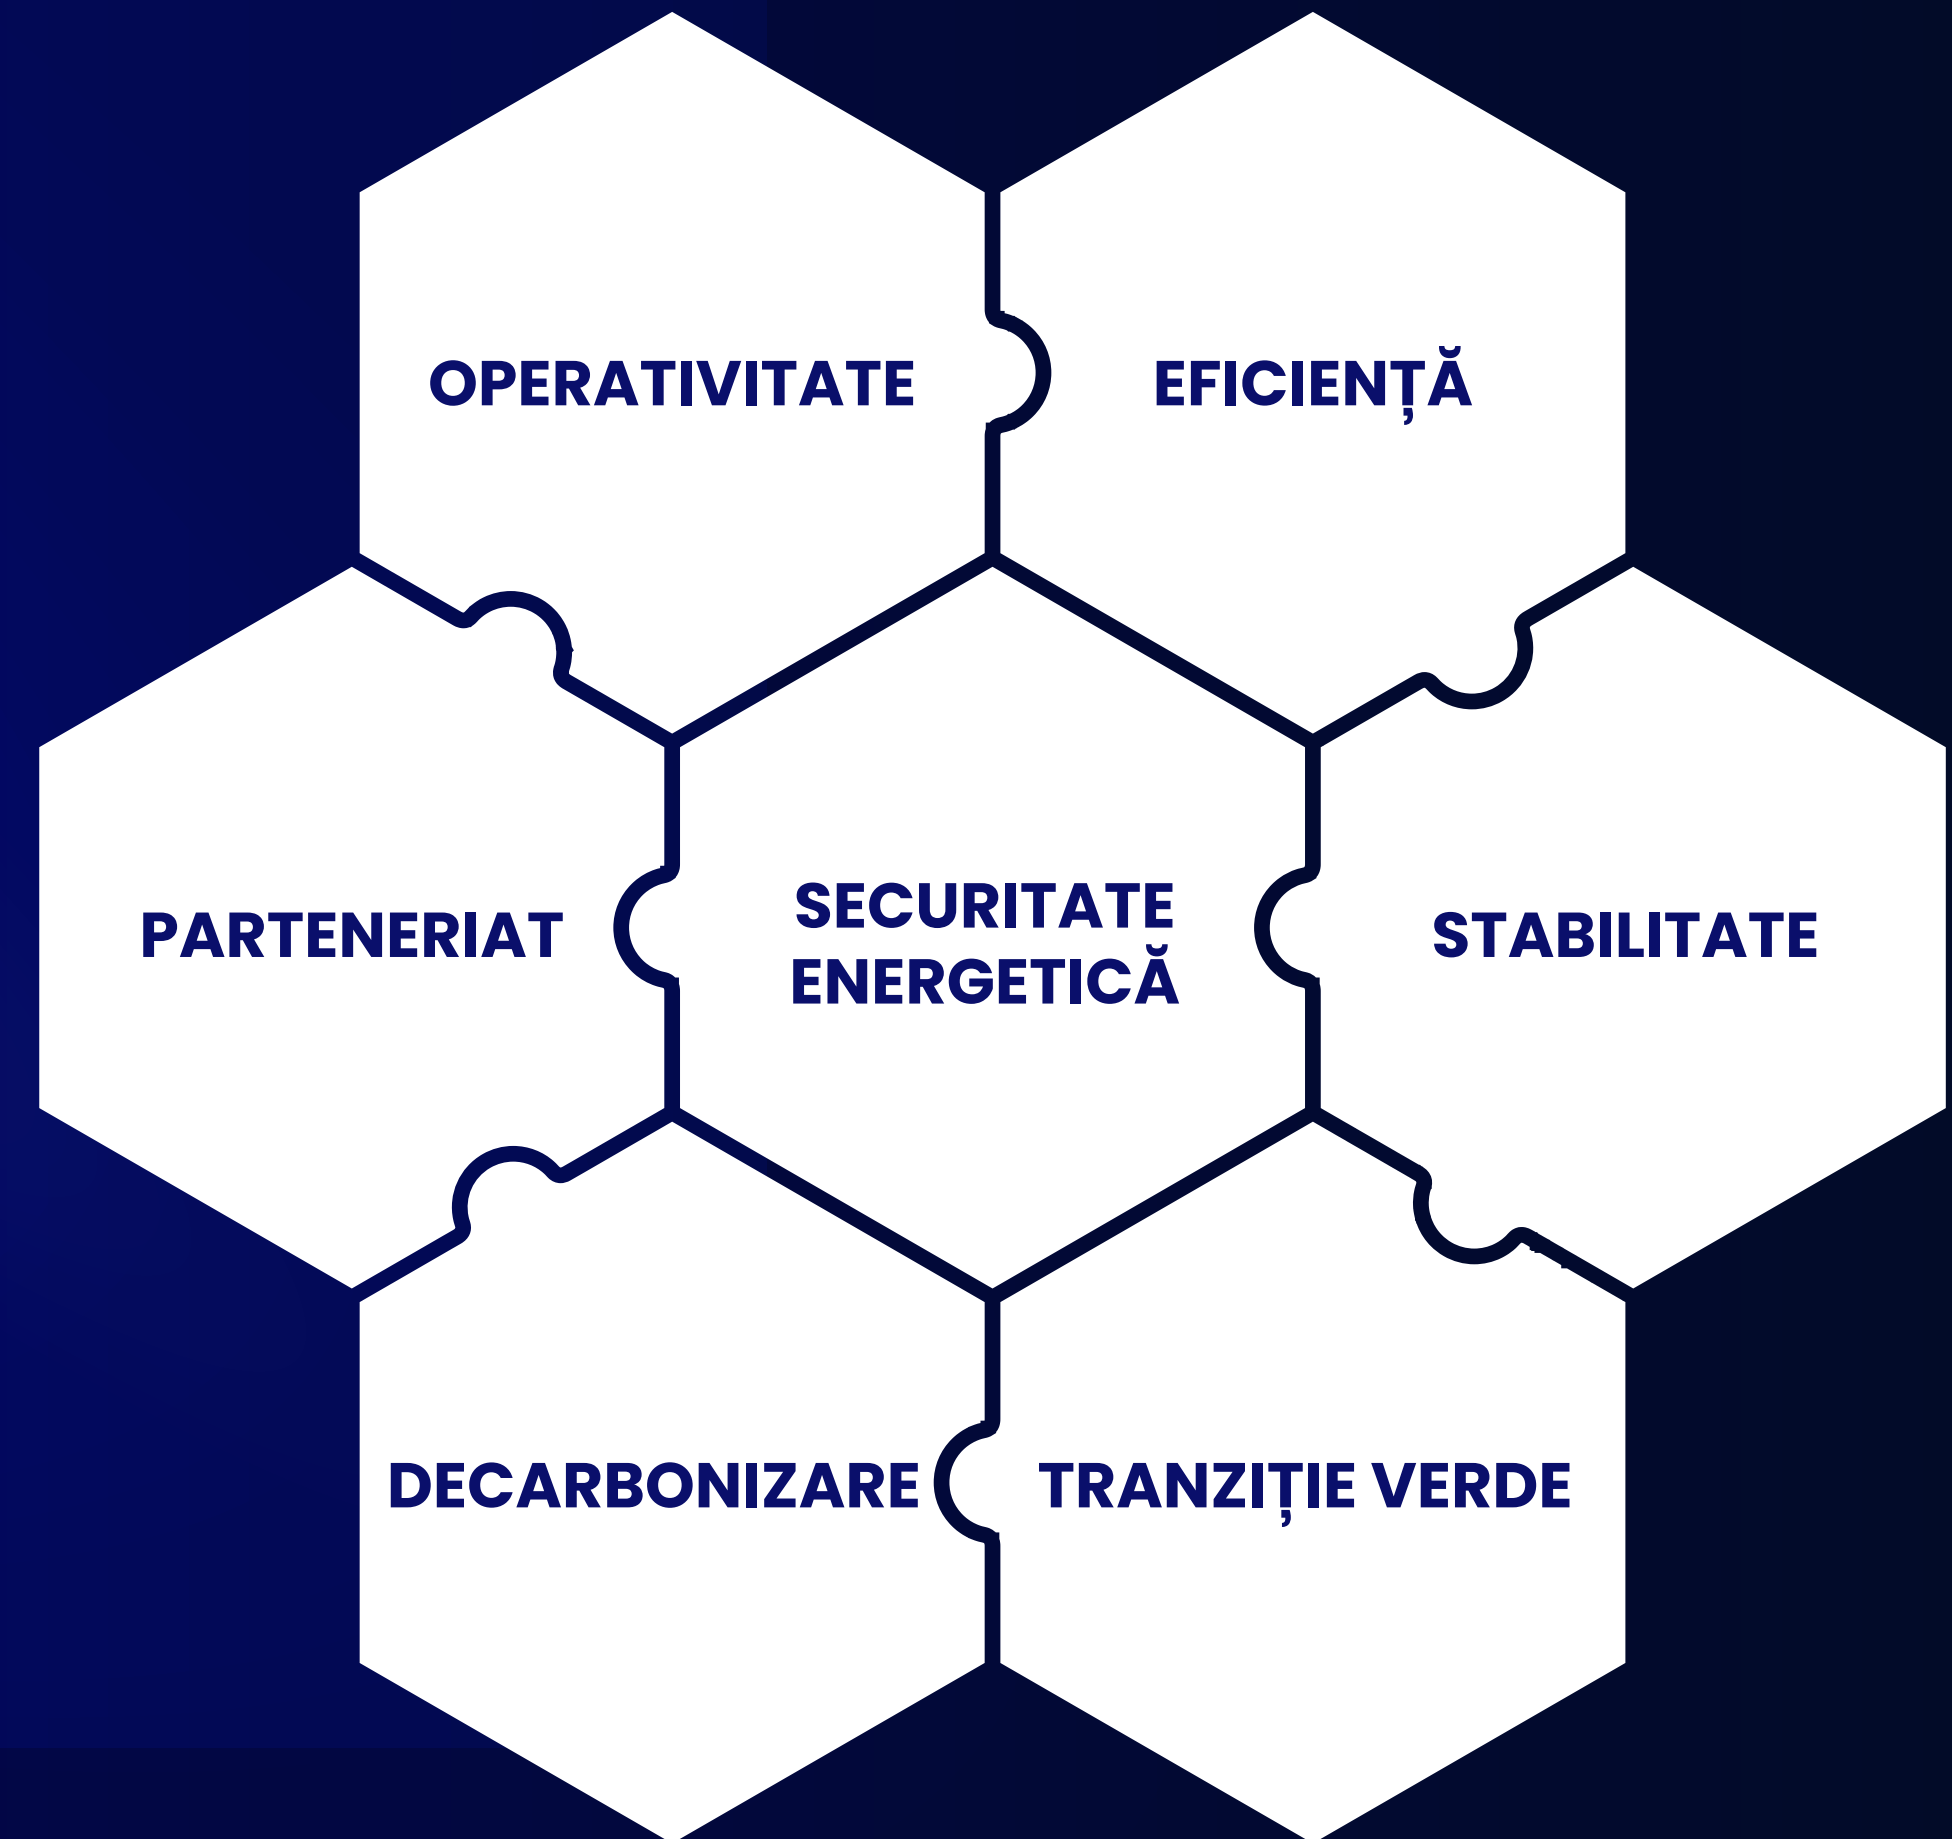 OPERATIVITATE
EFICIENȚĂ
PARTENERIAT
SECURITATE
ENERGETICĂ
STABILITATE
DECARBONIZARE
TRANZIȚIE VERDE